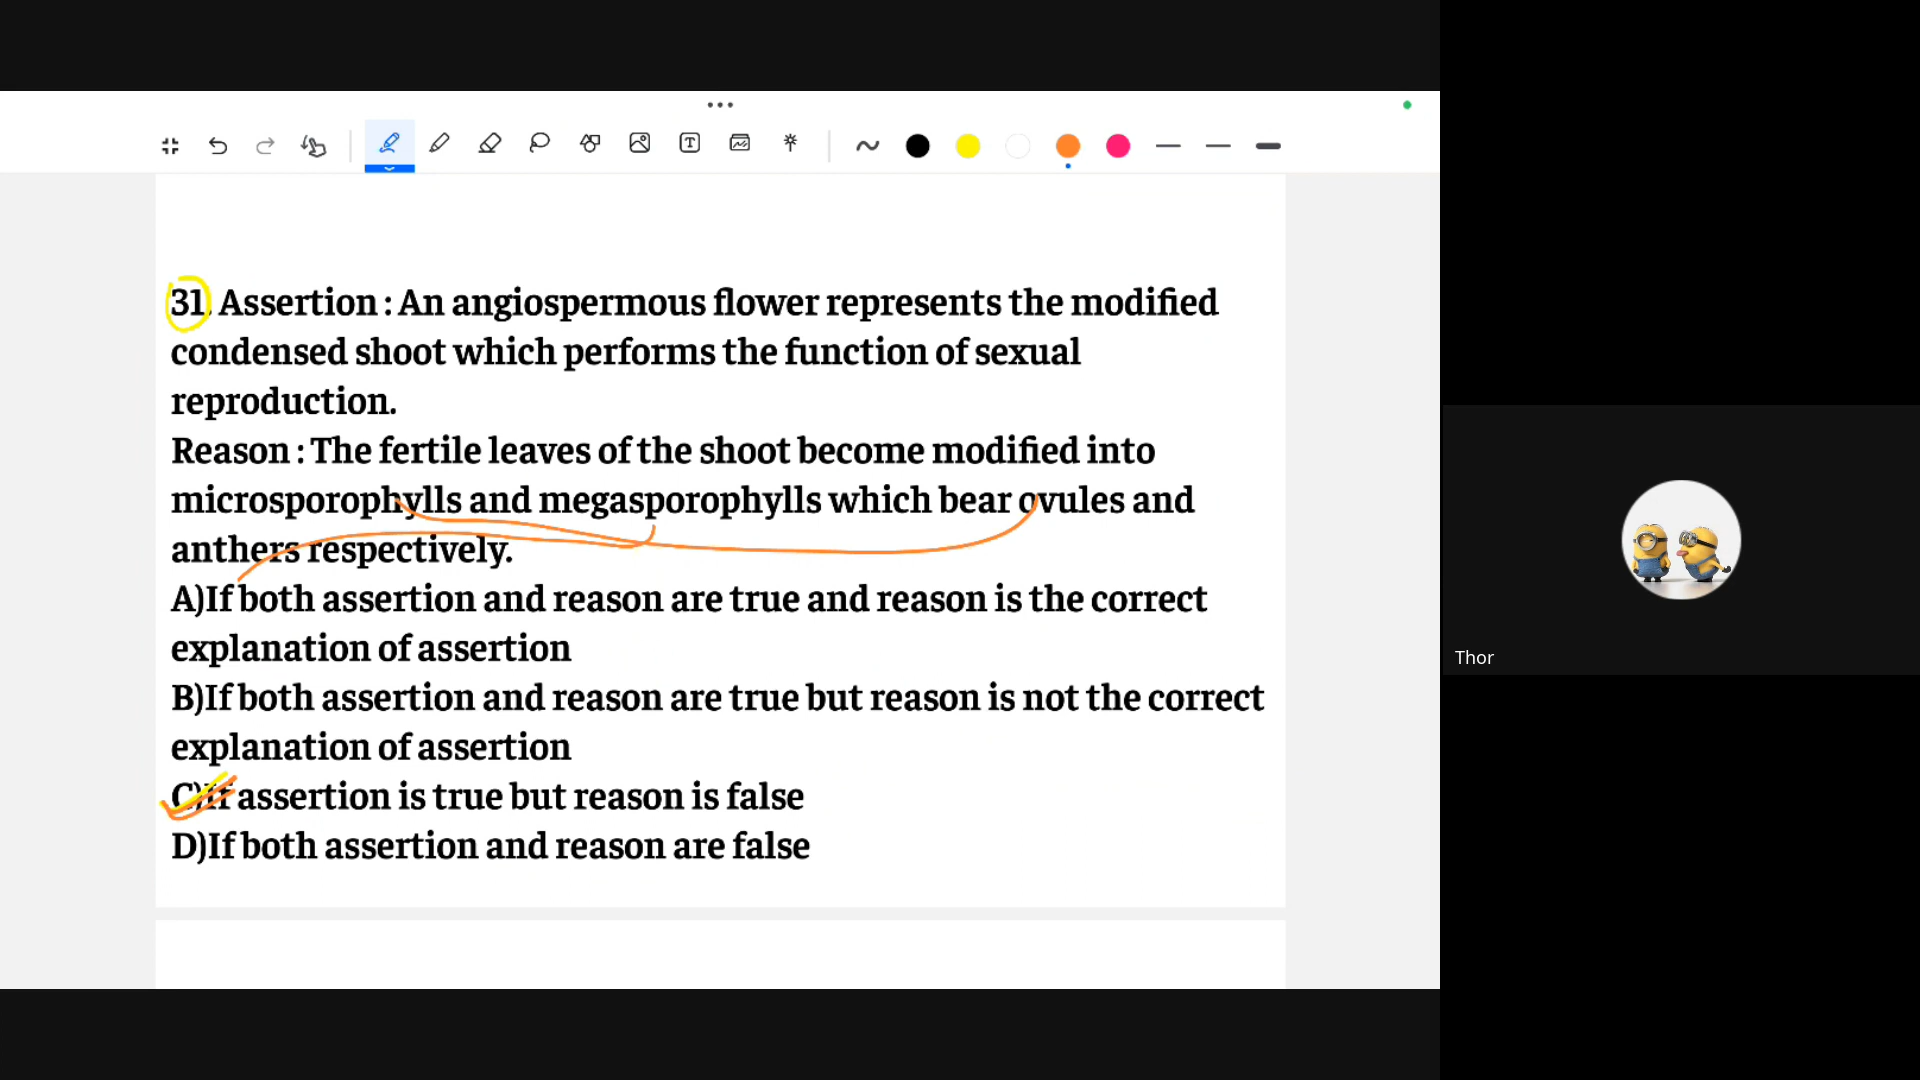 31. Assertion : An angiospermous flower represents the modified
condensed shoot which performs the function of sexual
reproduction.
Reason : The fertile leaves of the shoot become modified into
microsporophylls and megasporophylls which bear ovules and
anthers respectively.
A)If both assertion and reason are true and reason is the correct
explanation of assertion
B)If both assertion and reason are true but reason is not the correct
explanation of assertion
C)If assertion is true but reason is false
D)If both assertion and reason are false
Thor